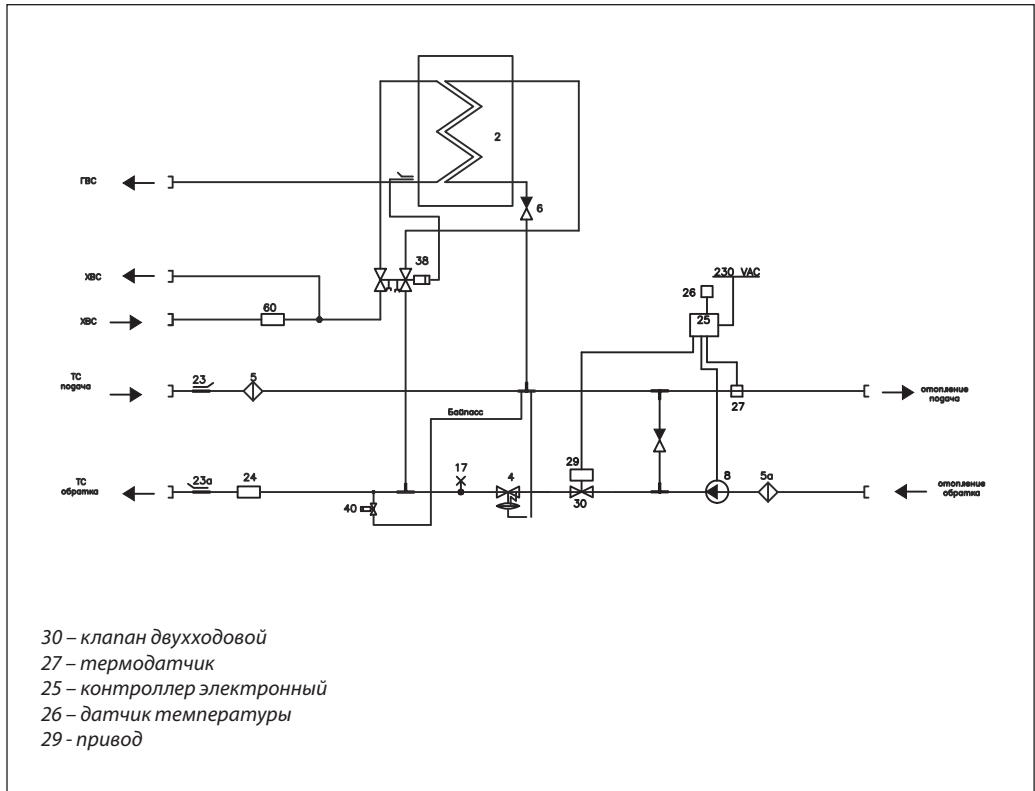 2
ГВС
6
38
ХВС
230 VAC
26
60
25
ХВС
ТС
подача
23
5
27
отопление
подача
Байпасс
ТС
обратка
23а
24
17
4
29
8
5а
отопление
обратка
40
30
30 – клапан двухходовой
27 – термодатчик
25 – контроллер электронный
26 – датчик температуры
29 - привод